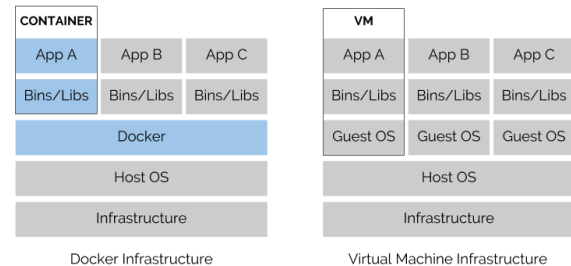 CONTAINER
App A App B App C
Bins/Libs Bins/Libs Bins/Libs
Docker
Host OS
Infrastructure
Docker Infrastructure
VM
App A App B App C
Bins/Libs Bins/Libs Bins/Libs
Guest OS Guest OS Guest OS
Host OS
Infrastructure
Virtual Machine Infrastructure